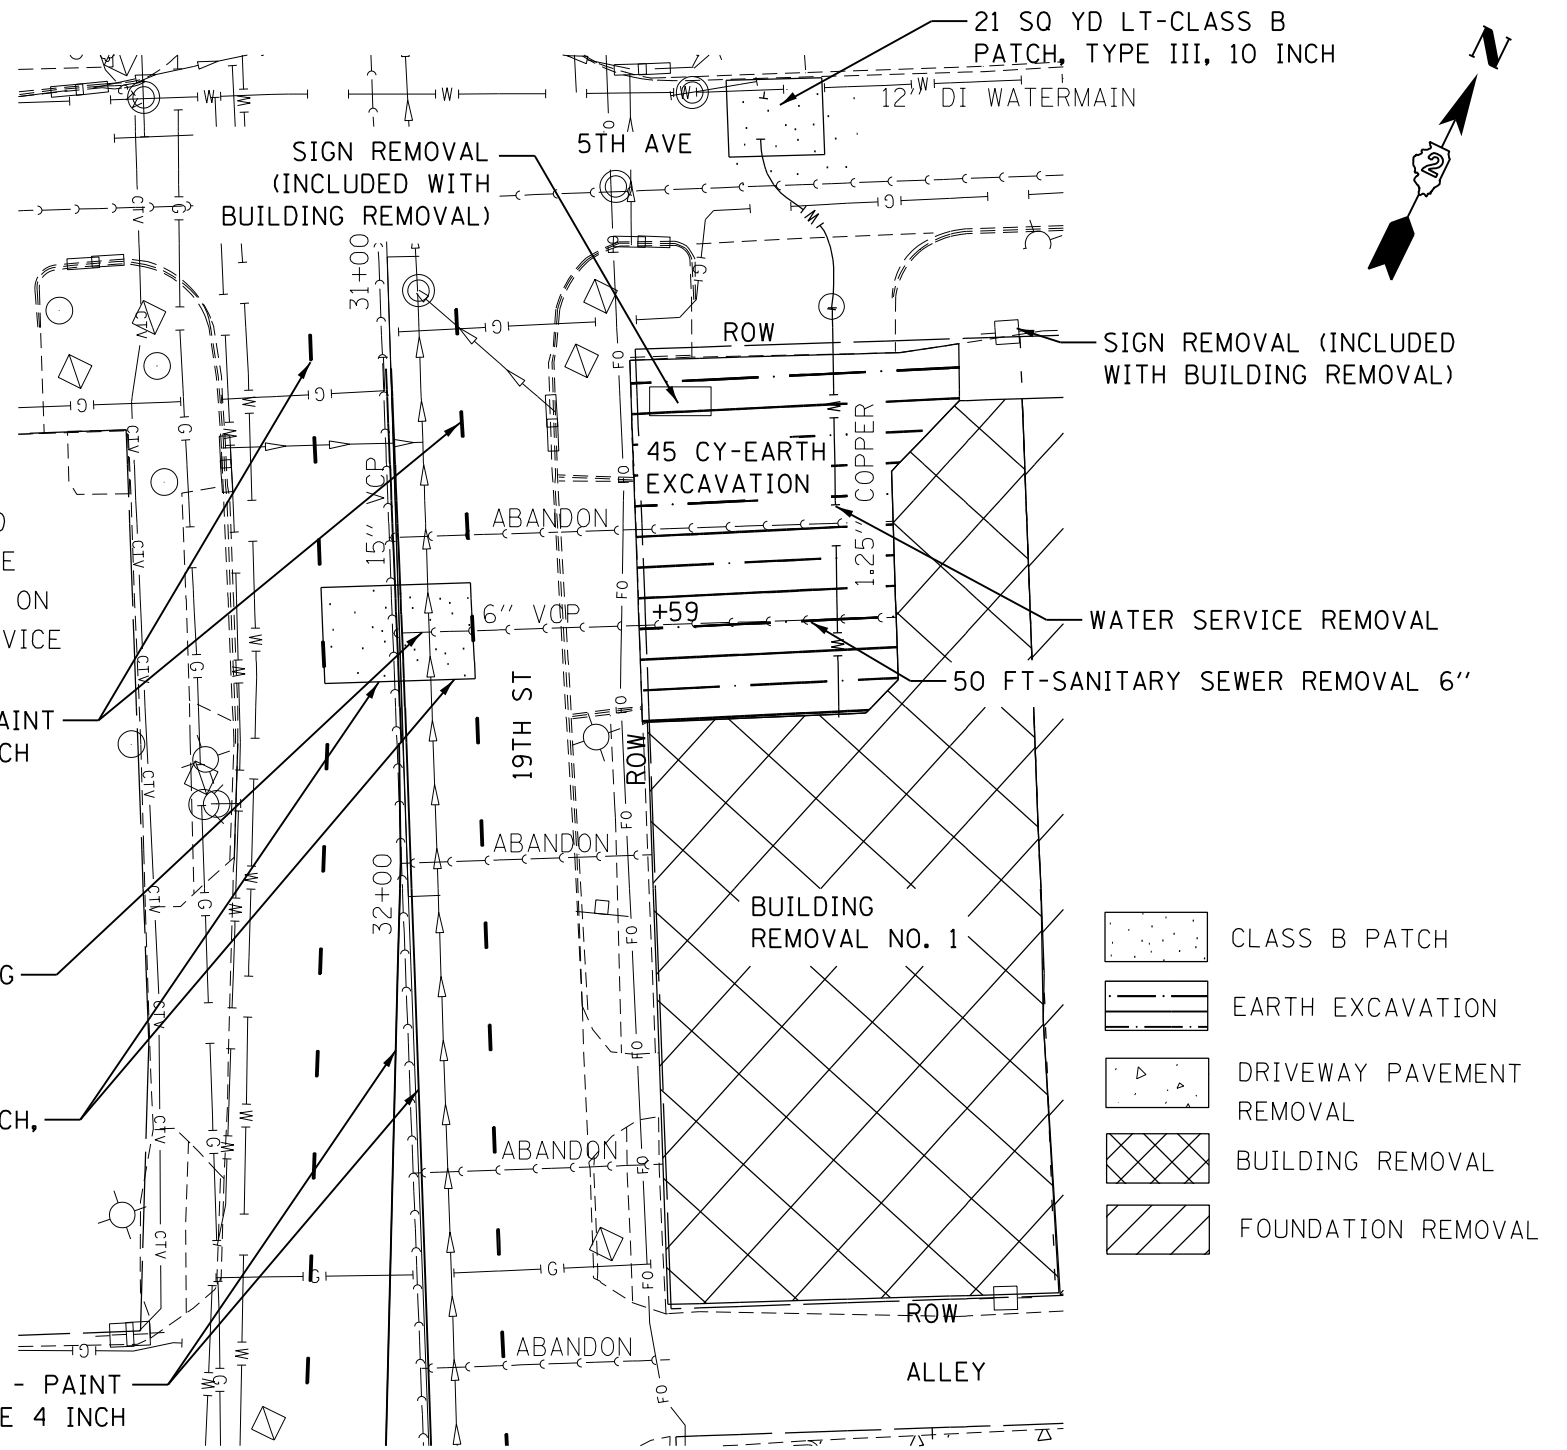 21 SQ YD LT-CLASS B
PATCH, TYPE III, 10 INCH
N
2
W
W
W
W
12" DI WATERMAIN
5TH AVE
SIGN REMOVAL
(INCLUDED WITH
BUILDING REMOVAL)
CTV
G
FO
G
W
31+00
G
ROW
SIGN REMOVAL (INCLUDED
WITH BUILDING REMOVAL)
G
G
45 CY-EARTH
EXCAVATION
1.25" COPPER
15" VCP
ABANDON
ON
VICE
6" VCP
+59
WATER SERVICE REMOVAL
50 FT-SANITARY SEWER REMOVAL 6"
AINT
CH
19TH ST
ROW
ABANDON
32+00
BUILDING
REMOVAL NO. 1
CLASS B PATCH
G
EARTH EXCAVATION
DRIVEWAY PAVEMENT
REMOVAL
CH,
ABANDON
BUILDING REMOVAL
FOUNDATION REMOVAL
G
G
ROW
ABANDON
ALLEY
- PAINT
E 4 INCH